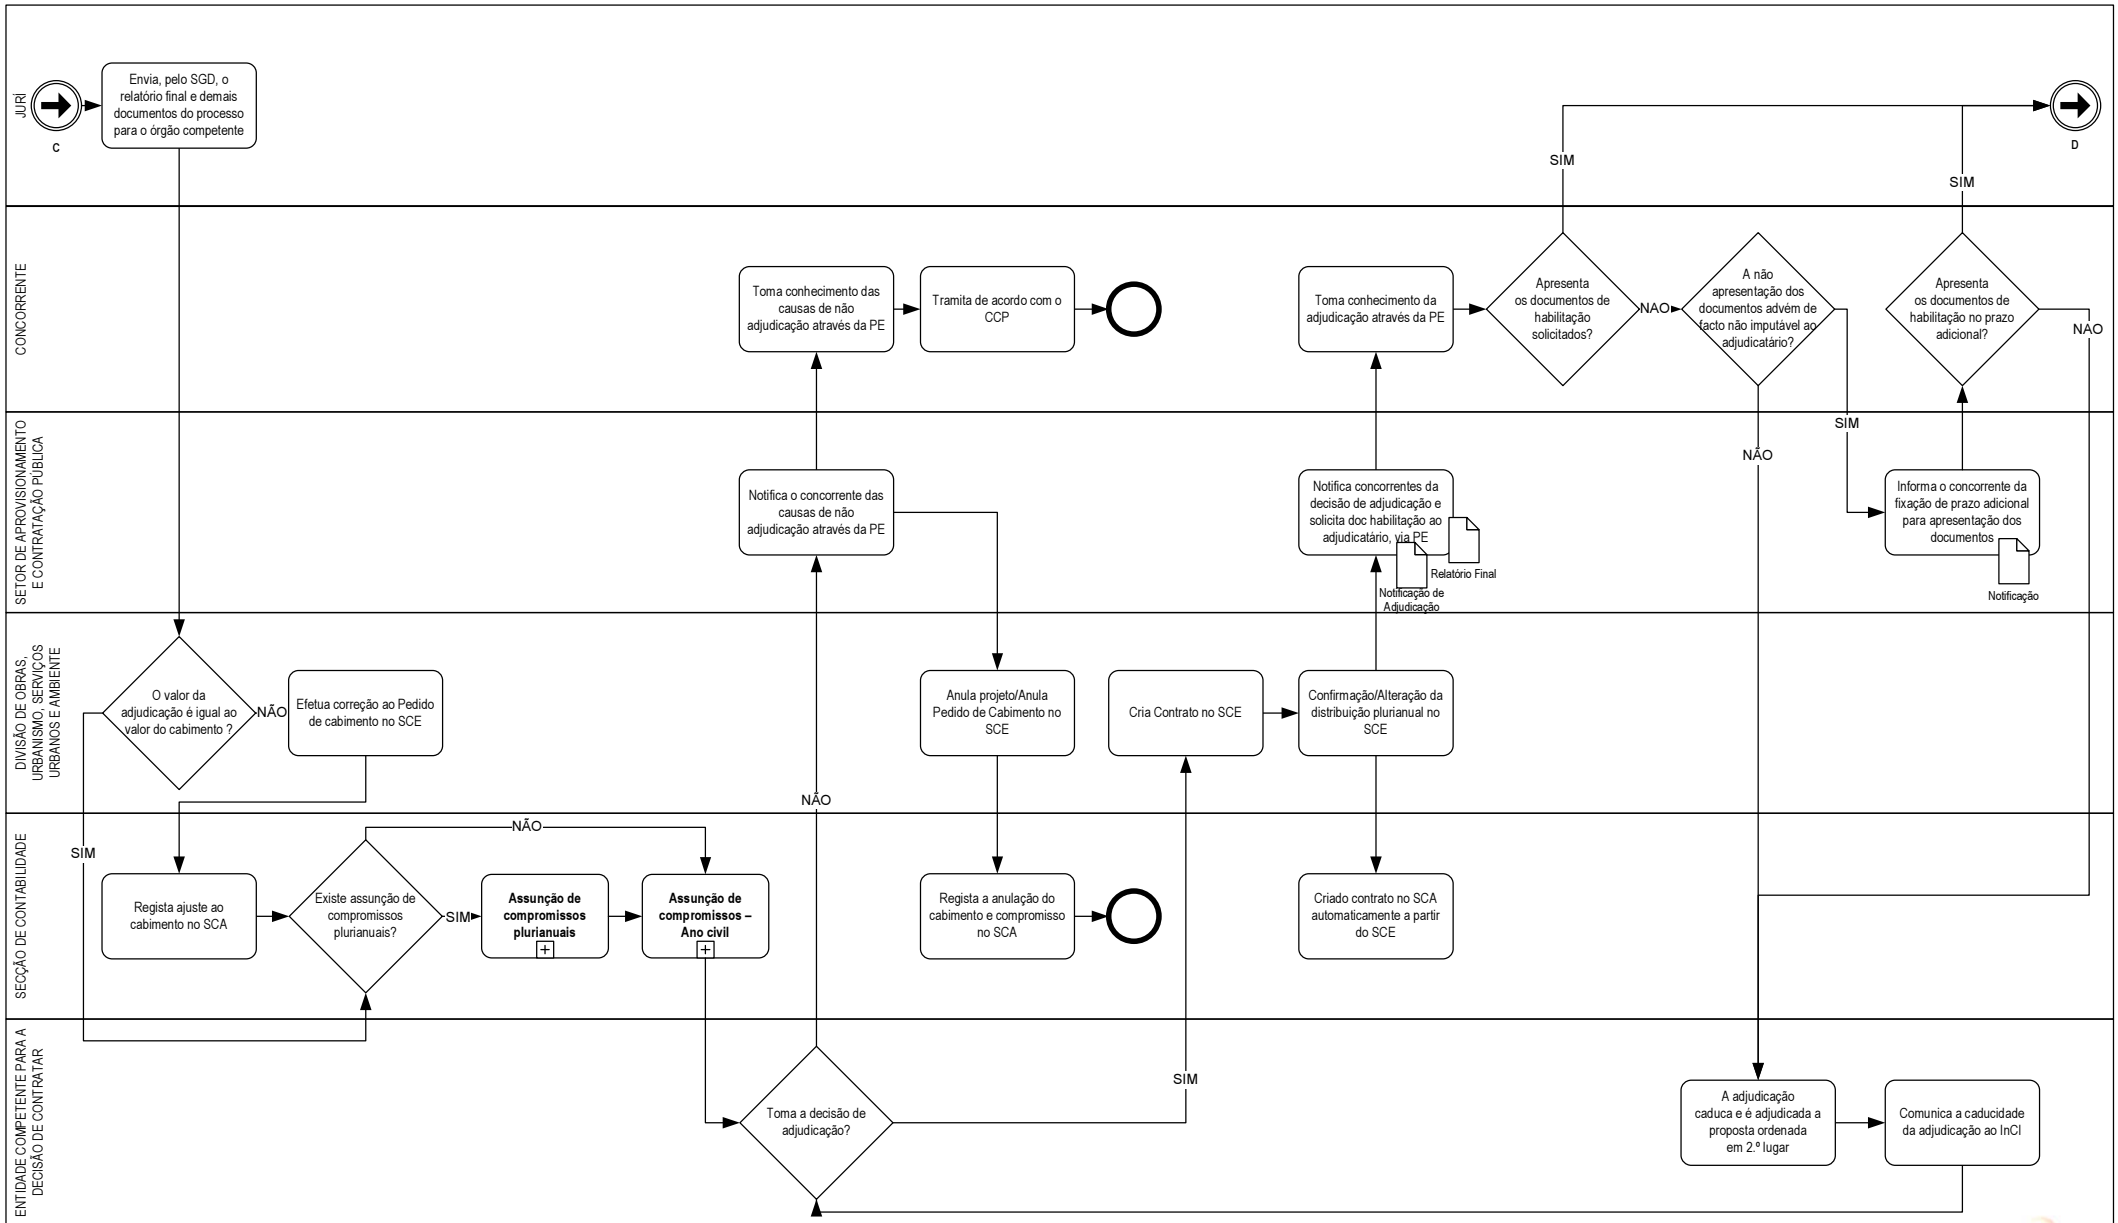 JURÍ
C
Envia, pelo SGD, o
relatório final e demais
documentos do processo
para o órgão competente
SIM
SIM
D
CONCORRENTE
Toma conhecimento das
causas de não
adjudicação através da PE
Tramita de acordo com o
CCP
Toma conhecimento da
adjudicação através da PE
Apresenta
os documentos de
habilitação
solicitados?
NAO
A não
apresentação dos
documentos advém de
facto não imputável ao
adjudicatário?
Apresenta
os documentos de
habilitação no prazo
adicional?
NAO
SETOR DE APROVISIONAMENTO
E CONTRATAÇÃO PÚBLICA
Notifica o concorrente das
causas de não
adjudicação através da PE
Notifica concorrentes da
decisão de adjudicação e
solicita doc habilitação ao
adjudicatário, via PE
Relatório Final
Notificação de
Adjudicação
NÃO
SIM
Informa o concorrente da
fixação de prazo adicional
para apresentação dos
documentos
Notificação
DIVISÃO DE OBRAS,
URBANISMO, SERVIÇOS
URBANOS E AMBIENTE
O valor da
adjudicação é igual ao
valor do cabimento ?
NÃO
Efetua correção ao Pedido
de cabimento no SCE
Anula projeto/Anula
Pedido de Cabimento no
SCE
Cria Contrato no SCE
Confirmação/Alteração da
distribuição plurianual no
SCE
NÃO
SECÇÃO DE CONTABILIDADE
SIM
Regista ajuste ao
cabimento no SCA
NÃO
Existe assunção de
compromissos
plurianuais?
SIM
Assunção de
compromissos
plurianuais
Assunção de
compromissos –
Ano civil
Regista a anulação do
cabimento e compromisso
no SCA
Criado contrato no SCA
automaticamente a partir
do SCE
ENTIDADE COMPETENTE PARA A
DECISÃO DE CONTRATAR
Toma a decisão de
adjudicação?
SIM
A adjudicação
caduca e é adjudicada a
proposta ordenada
em 2.º lugar
Comunica a caducidade
da adjudicação ao InCI